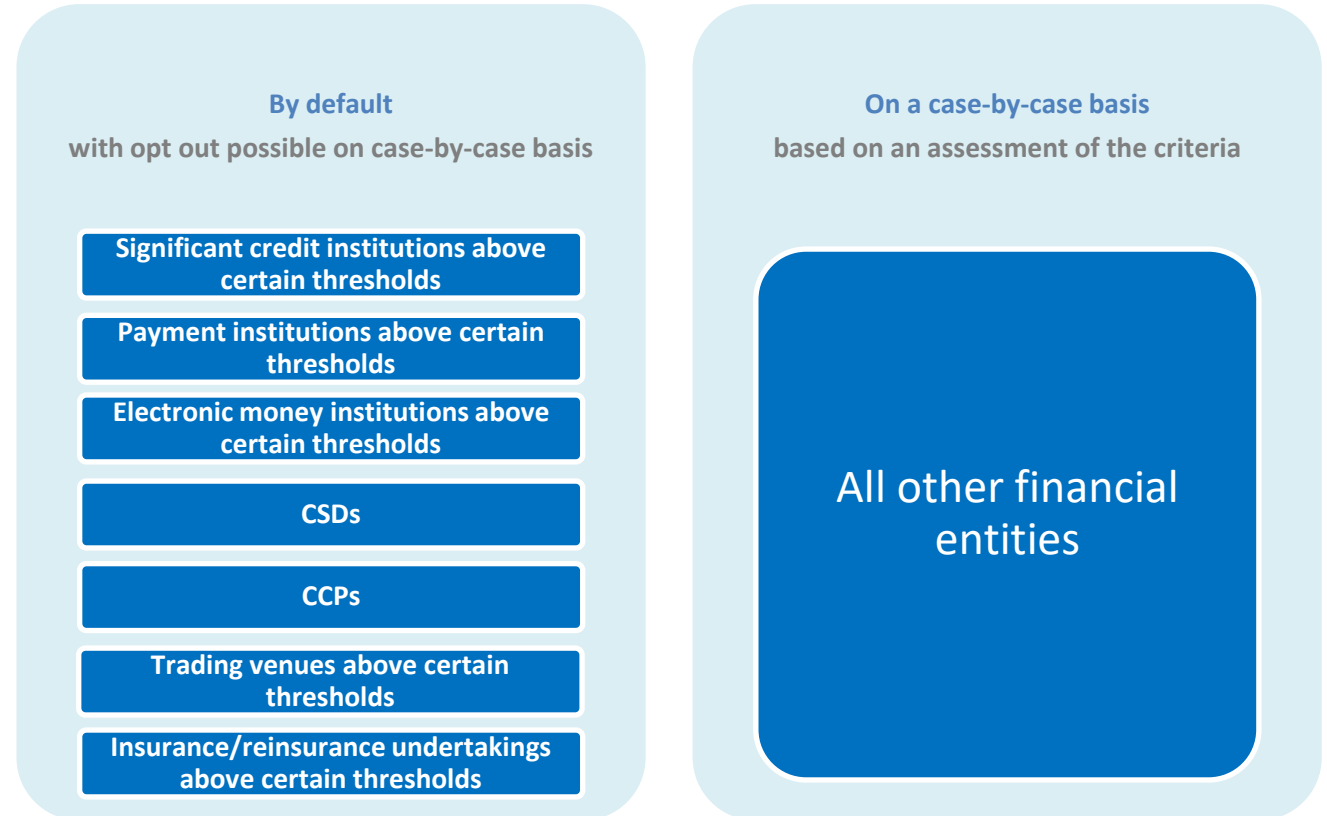 By default
with opt out possible on case-by-case basis
Significant credit institutions above
certain thresholds
Payment institutions above certain
thresholds
Electronic money institutions above
certain thresholds
CSDs
CCPs
Trading venues above certain
thresholds
Insurance/reinsurance undertakings
above certain thresholds
On a case-by-case basis
based on an assessment of the criteria
All other financial
entities